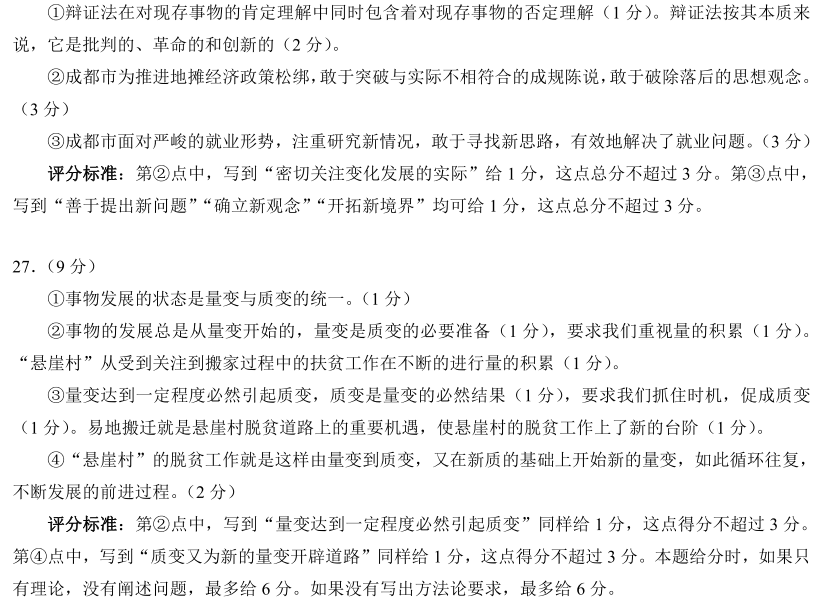 ①辩证法在对现存事物的肯定理解中同时包含着对现存事物的否定理解（1 分）。辩证法按其本质来
说，它是批判的、革命的和创新的（2 分）。
②成都市为推进地摊经济政策松绑，敢于突破与实际不相符合的成规陈说，敢于破除落后的思想观念。
（3 分）
③成都市面对严峻的就业形势，注重研究新情况，敢于寻找新思路，有效地解决了就业问题。（3 分）
评分标准：第②点中，写到“密切关注变化发展的实际”给 1 分，这点总分不超过 3 分。第③点中，
写到“善于提出新问题”“确立新观念”“开拓新境界”均可给 1 分，这点总分不超过 3 分。
27．（9 分）
①事物发展的状态是量变与质变的统一。（1 分）
②事物的发展总是从量变开始的，量变是质变的必要准备（1 分），要求我们重视量的积累（1 分）。
“悬崖村”从受到关注到搬家过程中的扶贫工作在不断的进行量的积累（1 分）。
③量变达到一定程度必然引起质变，质变是量变的必然结果（1 分），要求我们抓住时机，促成质变
（1 分）。易地搬迁就是悬崖村脱贫道路上的重要机遇，使悬崖村的脱贫工作上了新的台阶（1 分）。
④“悬崖村”的脱贫工作就是这样由量变到质变，又在新质的基础上开始新的量变，如此循环往复，
不断发展的前进过程。（2 分）
评分标准：第②点中，写到“量变达到一定程度必然引起质变”同样给 1 分，这点得分不超过 3 分。
第④点中，写到“质变又为新的量变开辟道路”同样给 1 分，这点得分不超过 3 分。本题给分时，如果只
有理论，没有阐述问题，最多给 6 分。如果没有写出方法论要求，最多给 6 分。